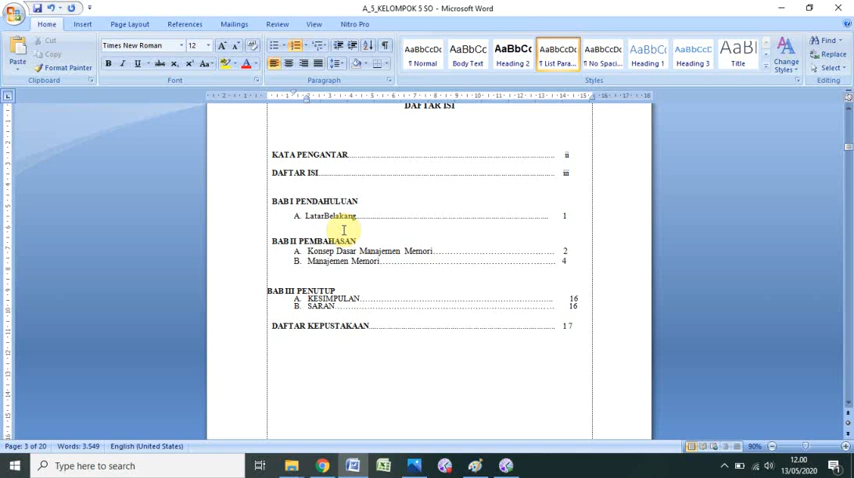 A_5_KELOMPOK 5 SO - Microsoft Word
Home Insert Page Layout References Mailings Review View Nitro Pro
Paste
Cut
Copy
Format Painter
Clipboard
Times New Roman 12
Font
Paragraph
AaBbCcDc AaBbCc AaBbCc AaBbCcDc AaBbCcDc AaBbCc AaBbCc AaBl
¶ Normal Body Text Heading 2 ¶ List Para... ¶ No Spaci... Heading 1 Heading 3 Title
Change Styles
Styles
Find
Replace
Select
Editing
DAFTAR ISI
KATA PENGANTAR ii
DAFTAR ISI iii
BAB I PENDAHULUAN
A. LatarBelakang 1
BAB II PEMBAHASAN
A. Konsep Dasar Manajemen Memori 2
B. Manajemen Memori 4
BAB III PENUTUP
A. KESIMPULAN 16
B. SARAN 16
DAFTAR KEPUSTAKAAN 17
Page: 3 of 20 Words: 3.549 English (United States) 90%
Type here to search
12.00
13/05/2020